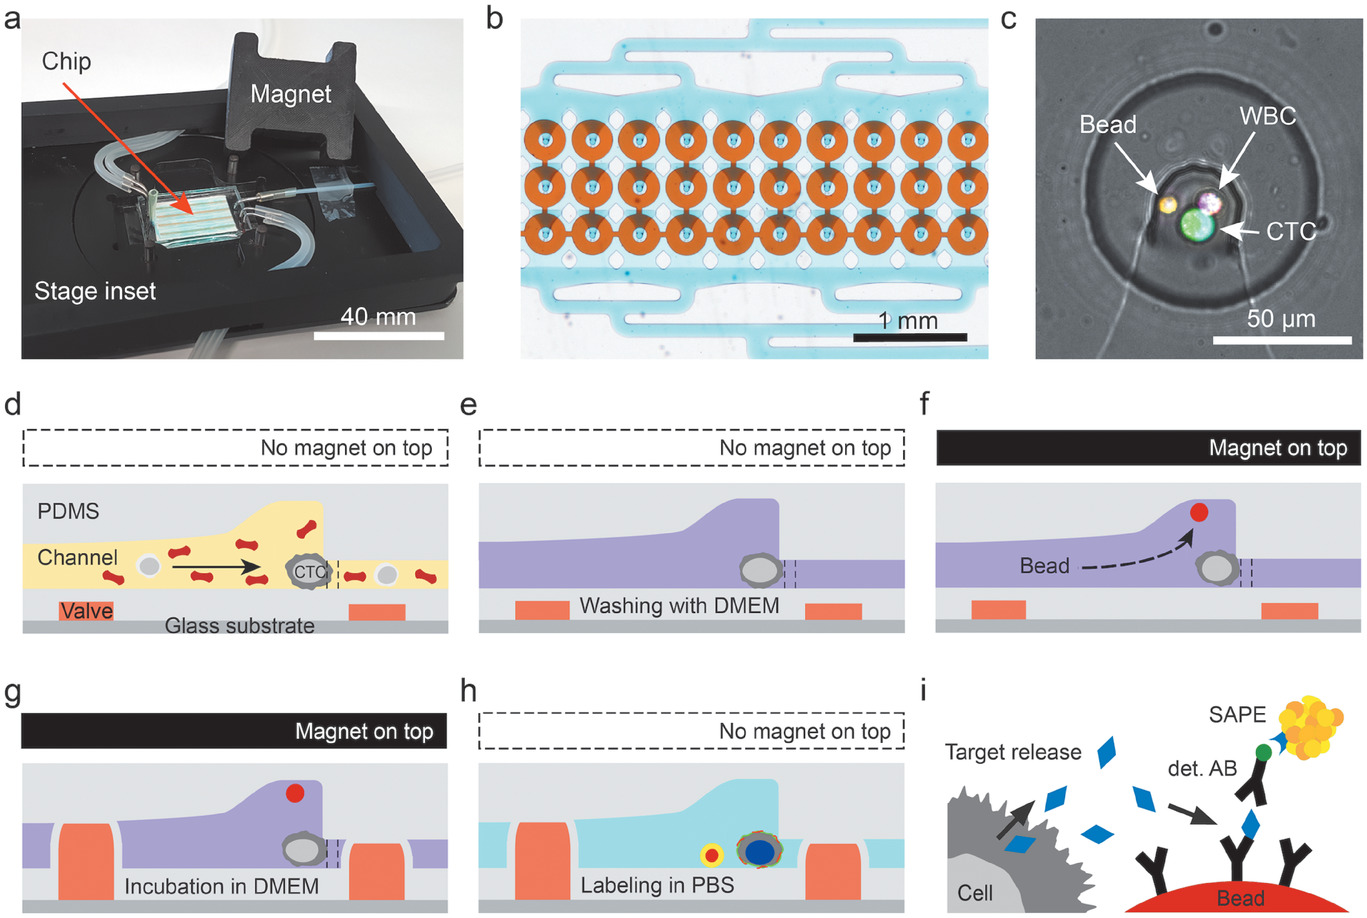 a
Chip
Magnet
Stage inset
40 mm
b
1 mm
c
Bead
WBC
CTC
50 µm
d
No magnet on top
PDMS
Channel
CTC
Valve
Glass substrate
e
No magnet on top
Washing with DMEM
f
Magnet on top
Bead
g
Magnet on top
Incubation in DMEM
h
No magnet on top
Labeling in PBS
i
SAPE
Target release
det. AB
Cell
Bead